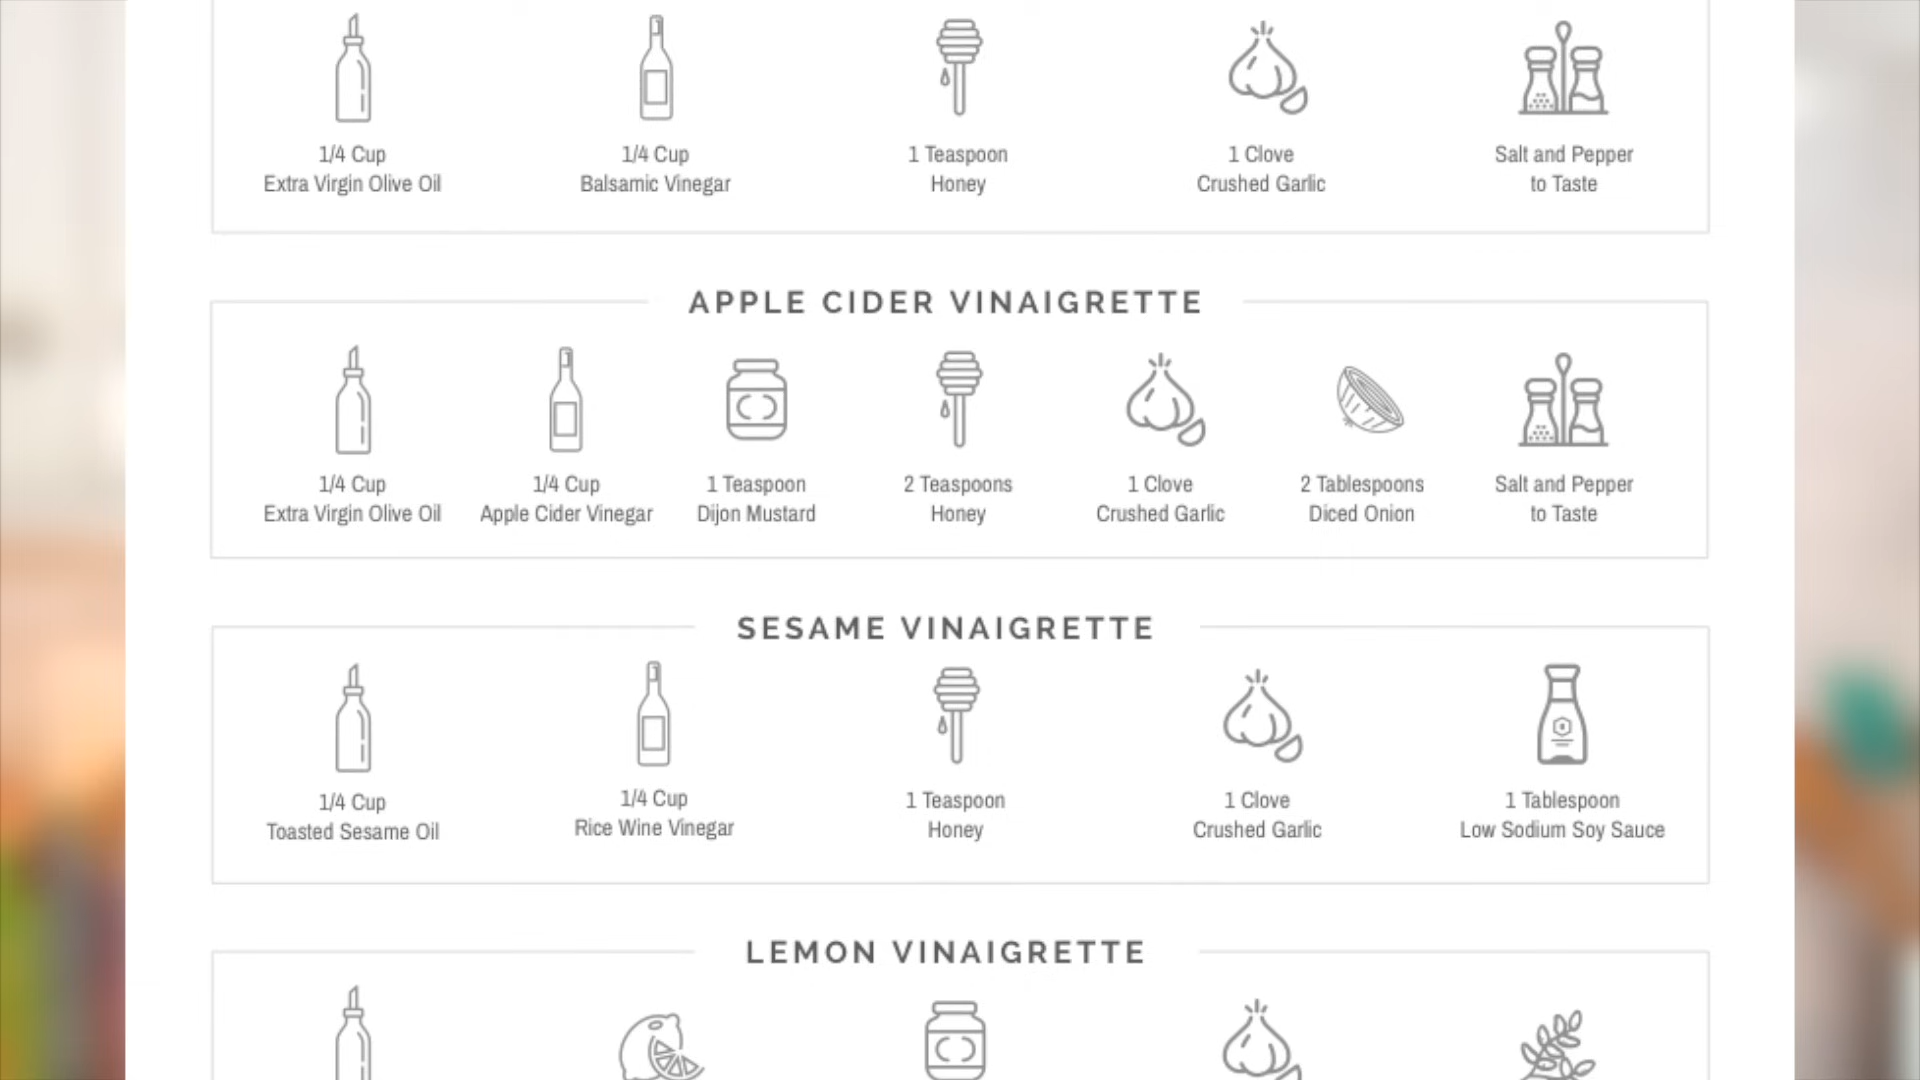 1/4 Cup
Extra Virgin Olive Oil
1/4 Cup
Balsamic Vinegar
1 Teaspoon
Honey
1 Clove
Crushed Garlic
Salt and Pepper
to Taste
APPLE CIDER VINAIGRETTE
1/4 Cup
Extra Virgin Olive Oil
1/4 Cup
Apple Cider Vinegar
1 Teaspoon
Dijon Mustard
2 Teaspoons
Honey
1 Clove
Crushed Garlic
2 Tablespoons
Diced Onion
Salt and Pepper
to Taste
SESAME VINAIGRETTE
1/4 Cup
Toasted Sesame Oil
1/4 Cup
Rice Wine Vinegar
1 Teaspoon
Honey
1 Clove
Crushed Garlic
1 Tablespoon
Low Sodium Soy Sauce
LEMON VINAIGRETTE